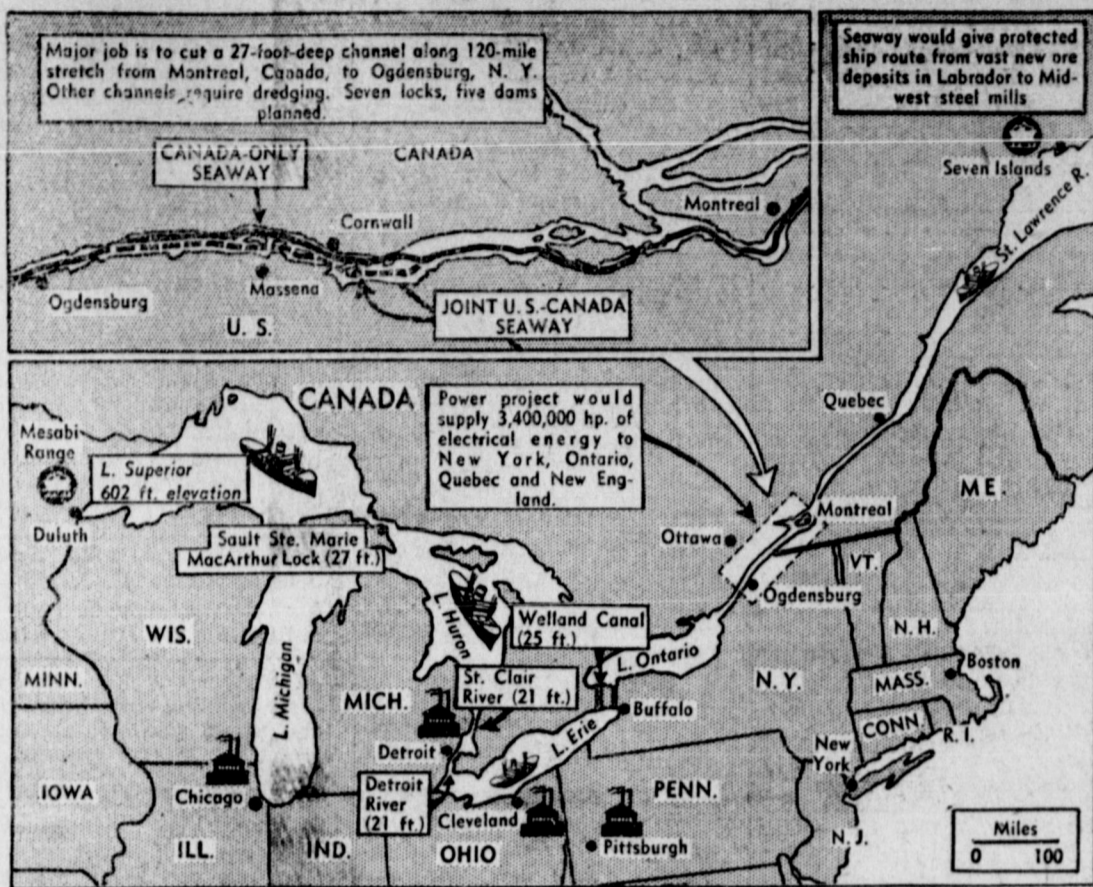 Major job is to cut a 27-foot-deep channel along 120-mile
stretch from Montreal, Canada, to Ogdensburg, N. Y.
Other channels require dredging. Seven locks, five dams
planned.
CANADA-ONLY
SEAWAY
CANADA
Cornwall
Montreal
Ogdensburg
Massena
U. S.
JOINT U.S.-CANADA
SEAWAY
Seaway would give protected
ship route from vast new ore
deposits in Labrador to Mid-
west steel mills
Seven Islands
St. Lawrence R.
CANADA
Power project would
supply 3,400,000 hp. of
electrical energy to
New York, Ontario,
Quebec and New Eng-
land.
Quebec
Mesabi
Range
L. Superior
602 ft. elevation
Duluth
Sault Ste. Marie
MacArthur Lock (27 ft.)
Ottawa
Montreal
ME.
VT.
Ogdensburg
N. H.
WIS.
L. Michigan
L. Huron
Welland Canal
(25 ft.)
L. Ontario
MINN.
MICH.
St. Clair
River (21 ft.)
N.Y.
Boston
MASS.
Buffalo
CONN.
R. I.
Detroit
L. Erie
New
York
IOWA
Chicago
Detroit
River
(21 ft.)
Cleveland
PENN.
ILL.
IND.
OHIO
Pittsburgh
N. J.
Miles
0 100